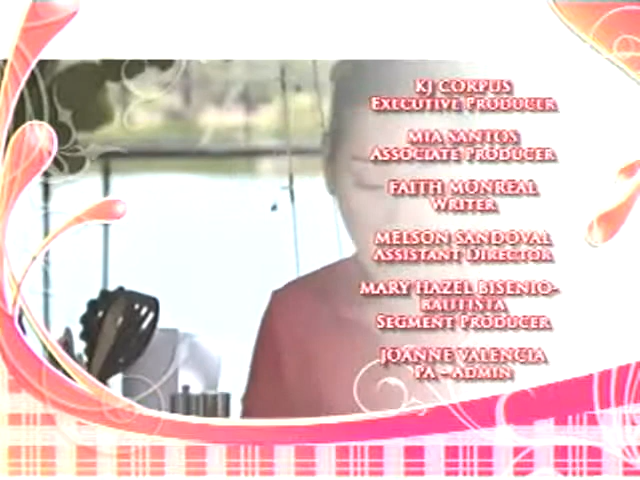 KJ CORPUS
EXECUTIVE PRODUCER
MIA SANTOS
ASSOCIATE PRODUCER
FAITH MONREAL
WRITER
MELSON SANDOVAL
ASSISTANT DIRECTOR
MARY HAZEL BISENIO-
BAUTISTA
SEGMENT PRODUCER
JOANNE VALENCIA
PA - ADMIN